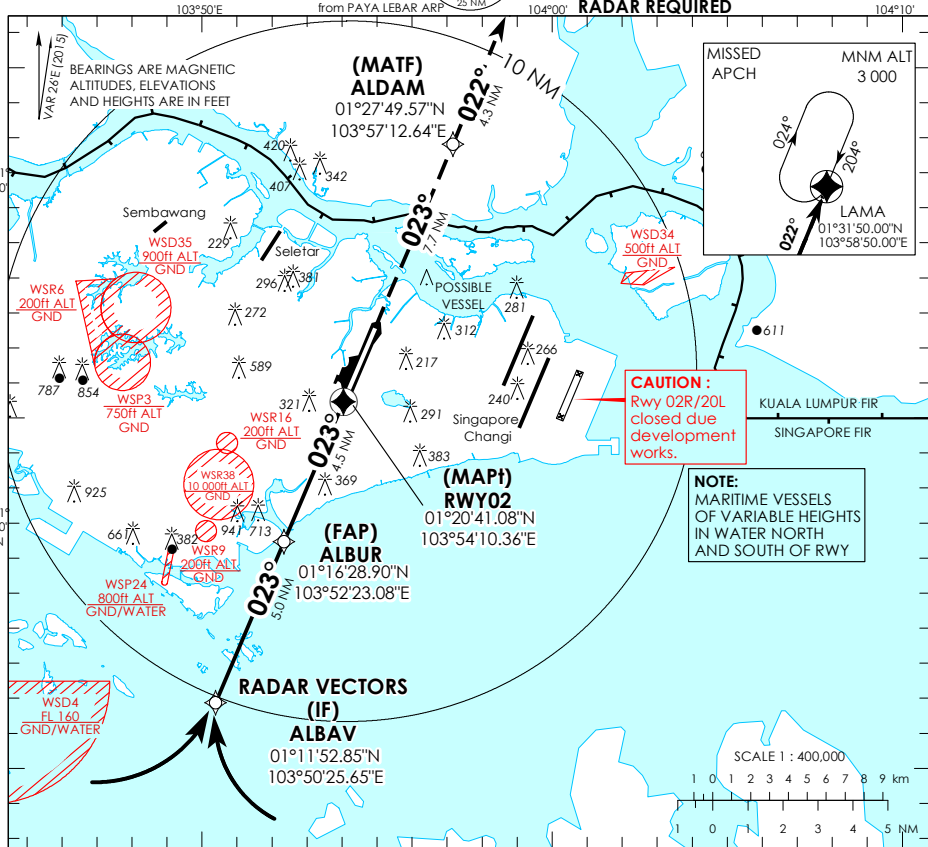 103°50'E
from PAYA LEBAR ARP
25 NM
104°00'
RADAR REQUIRED
104°10'
VAR 26'E (2015)
BEARINGS ARE MAGNETIC
ALTITUDES, ELEVATIONS
AND HEIGHTS ARE IN FEET
(MATF)
ALDAM
01°27'49.57"N
103°57'12.64"E
022°
4.3 NM
10 NM
MISSED
APCH
MNM ALT
3 000
024°
204°
022°
LAMA
01°31'50.00"N
103°58'50.00"E
420
407
342
023°
7.7 NM
Sembawang
229
Seletar
296
381
WSD35
900ft ALT
GND
WSD34
500ft ALT
GND
WSR6
200ft ALT
GND
POSSIBLE
VESSEL
281
272
312
611
589
217
266
787
854
WSP3
750ft ALT
GND
321
291
240
Singapore
Changi
CAUTION :
Rwy 02R/20L
closed due
development
works.
KUALA LUMPUR FIR
SINGAPORE FIR
WSR16
200ft ALT
GND
023°
4.5 NM
383
WSR38
10 000ft ALT
GND
369
925
(MAPt)
RWY02
01°20'41.08"N
103°54'10.36"E
NOTE:
MARITIME VESSELS
OF VARIABLE HEIGHTS
IN WATER NORTH
AND SOUTH OF RWY
941
713
661
382
WSR9
200ft ALT
GND
(FAP)
ALBUR
01°16'28.90"N
103°52'23.08"E
WSP24
800ft ALT
GND/WATER
023°
5.0 NM
RADAR VECTORS
(IF)
ALBAV
01°11'52.85"N
103°50'25.65"E
WSD4
FL 160
GND/WATER
SCALE 1 : 400,000
1 0 1 2 3 4 5 6 7 8 9 km
1 0 1 2 3 4 5 NM